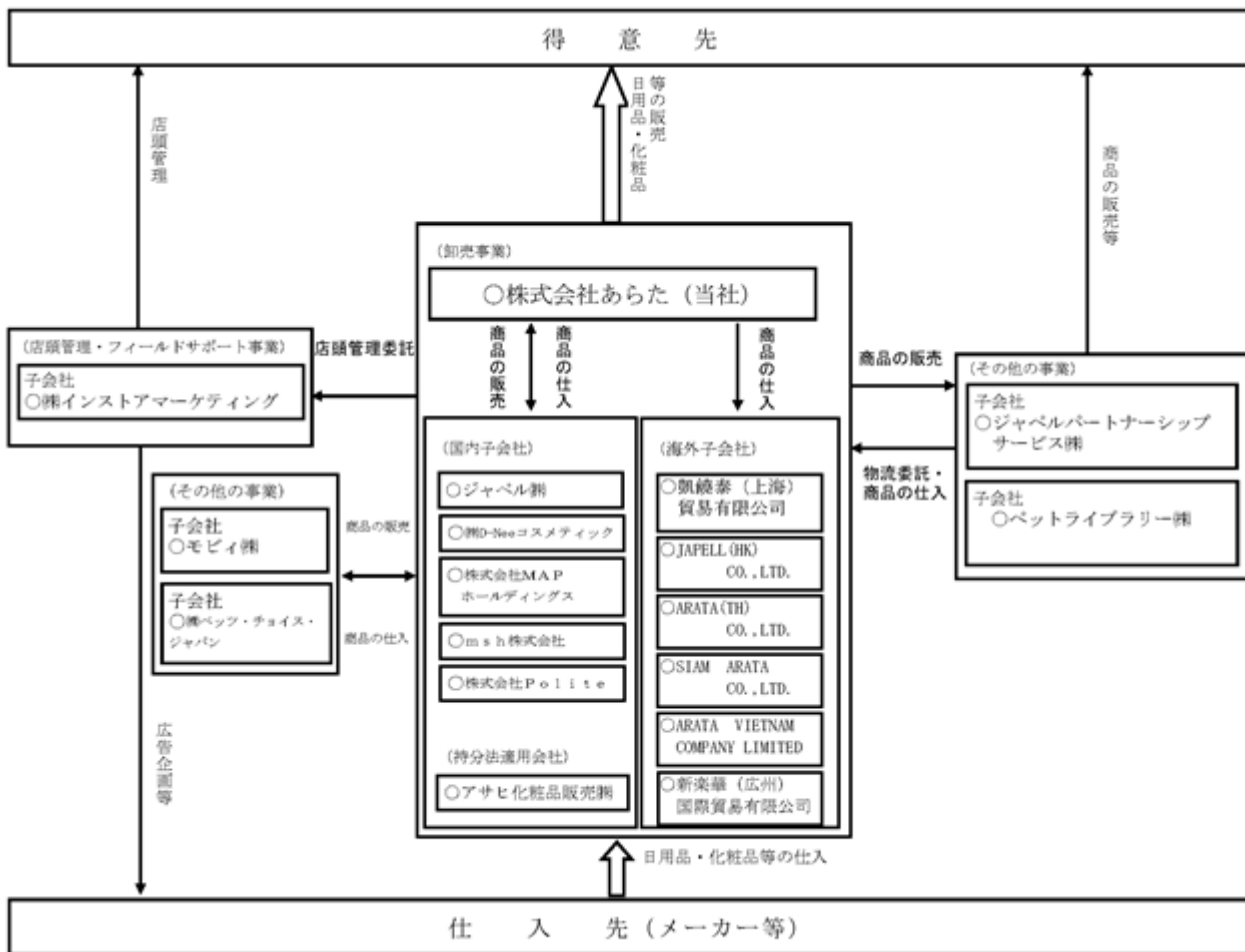 得意先
日用品・化粧品
等の販売
店頭管理
商品の販売等
(卸売事業)
○株式会社あらた(当社)
商品の販売
商品の仕入
商品の仕入
(店頭管理・フィールドサポート事業)
子会社
○㈱インストアマーケティング
店頭管理委託
商品の販売
物流委託・
商品の仕入
(その他の事業)
子会社
○ジャペルパートナーシップ
サービス㈱
子会社
○ペットライブラリー㈱
(その他の事業)
子会社
○モビィ㈱
子会社
○㈱ペッツ・チョイス・
ジャパン
商品の販売
商品の仕入
(国内子会社)
○ジャペル㈱
○㈱D-Neeコスメティック
○株式会社MAP
ホールディングス
○msh株式会社
○株式会社Polite
(持分法適用会社)
○アサヒ化粧品販売㈱
(海外子会社)
○凱饒泰(上海)
貿易有限公司
○JAPELL(HK)
CO.,LTD.
○ARATA(TH)
CO.,LTD.
○SIAM ARATA
CO.,LTD.
○ARATA VIETNAM
COMPANY LIMITED
○新楽華(広州)
国際貿易有限公司
広告企画等
日用品・化粧品等の仕入
仕入先(メーカー等)